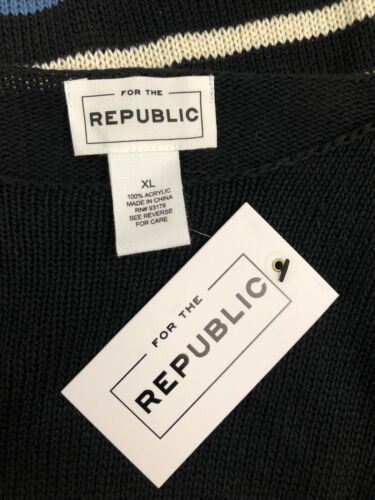 FOR THE
REPUBLIC
XL
100% ACRYLIC
MADE IN CHINA
RN# 93176
SEE REVERSE
FOR CARE
FOR THE
REPUBLIC